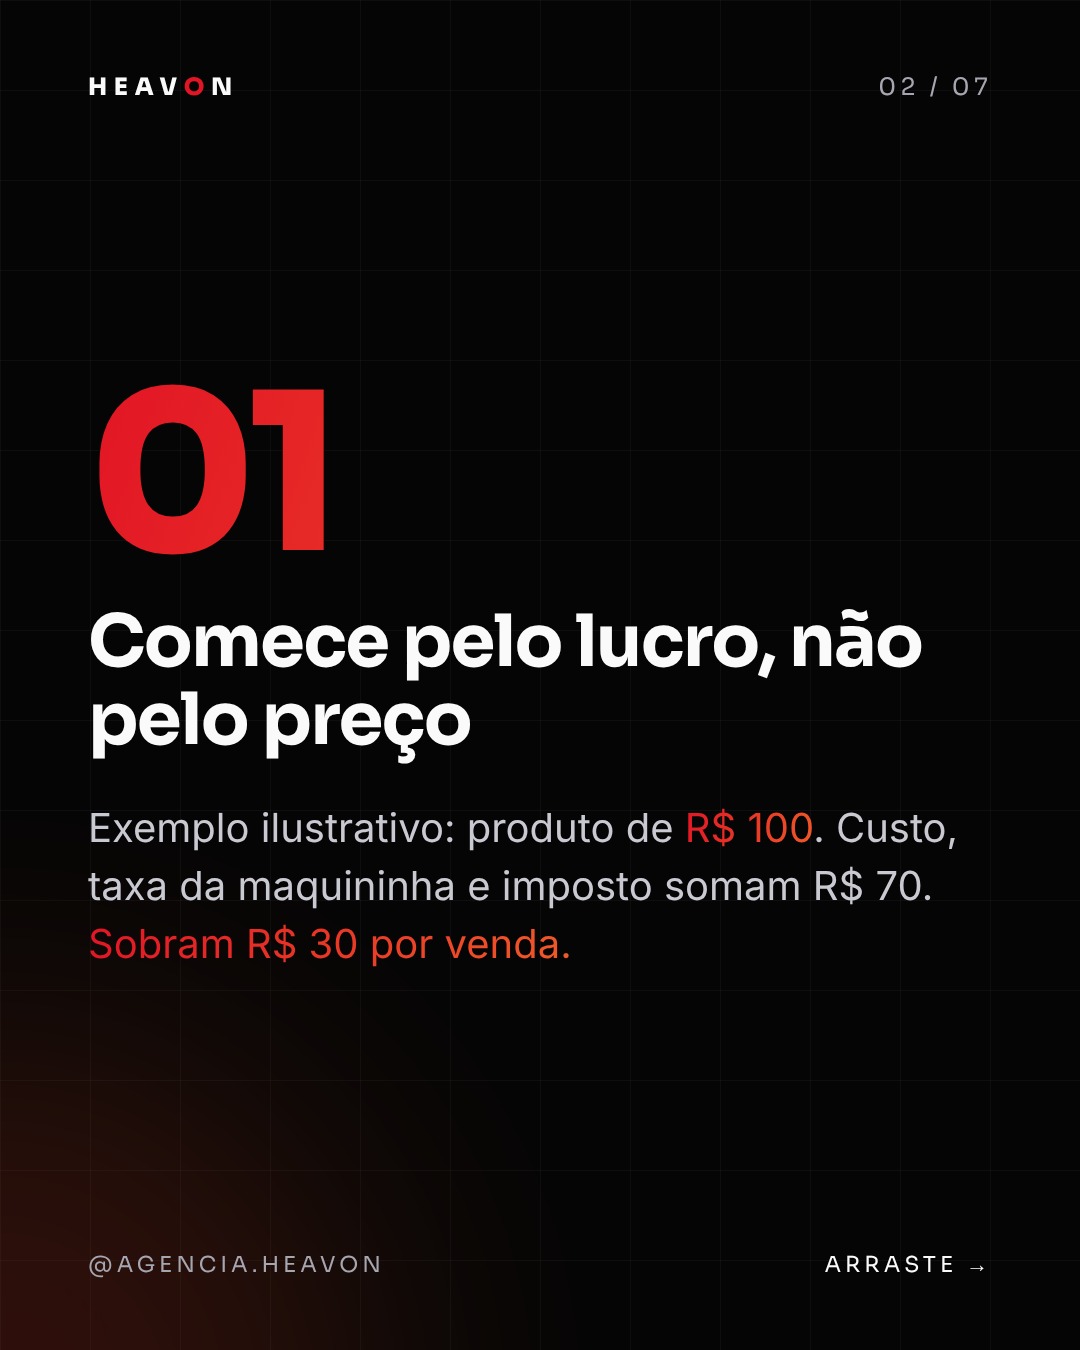 HEAVON
02 / 07
01
Comece pelo lucro, não
pelo preço
Exemplo ilustrativo: produto de R$ 100. Custo,
taxa da maquininha e imposto somam R$ 70.
Sobram R$ 30 por venda.
@AGENCIA.HEAVON
ARRASTE →